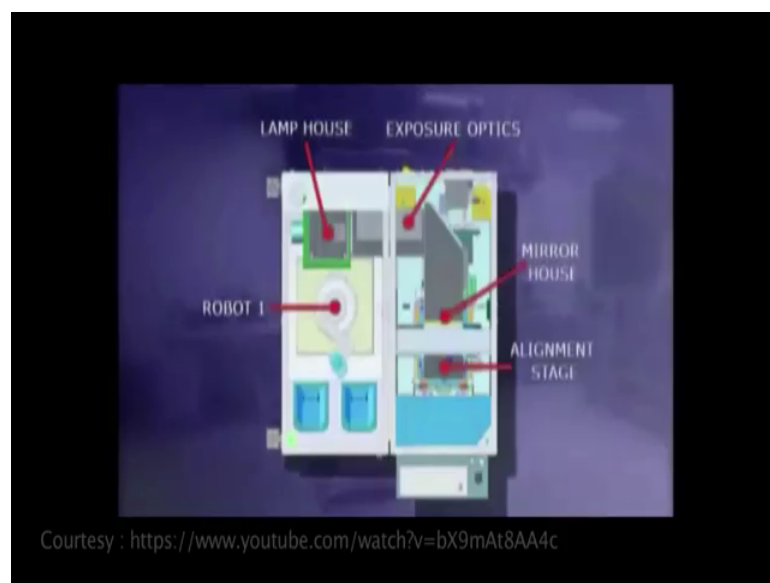 LAMP HOUSE
EXPOSURE OPTICS
MIRROR
HOUSE
ROBOT 1
ALIGNMENT
STAGE
Courtesy : https://www.youtube.com/watch?v=bX9mAt8AA4c